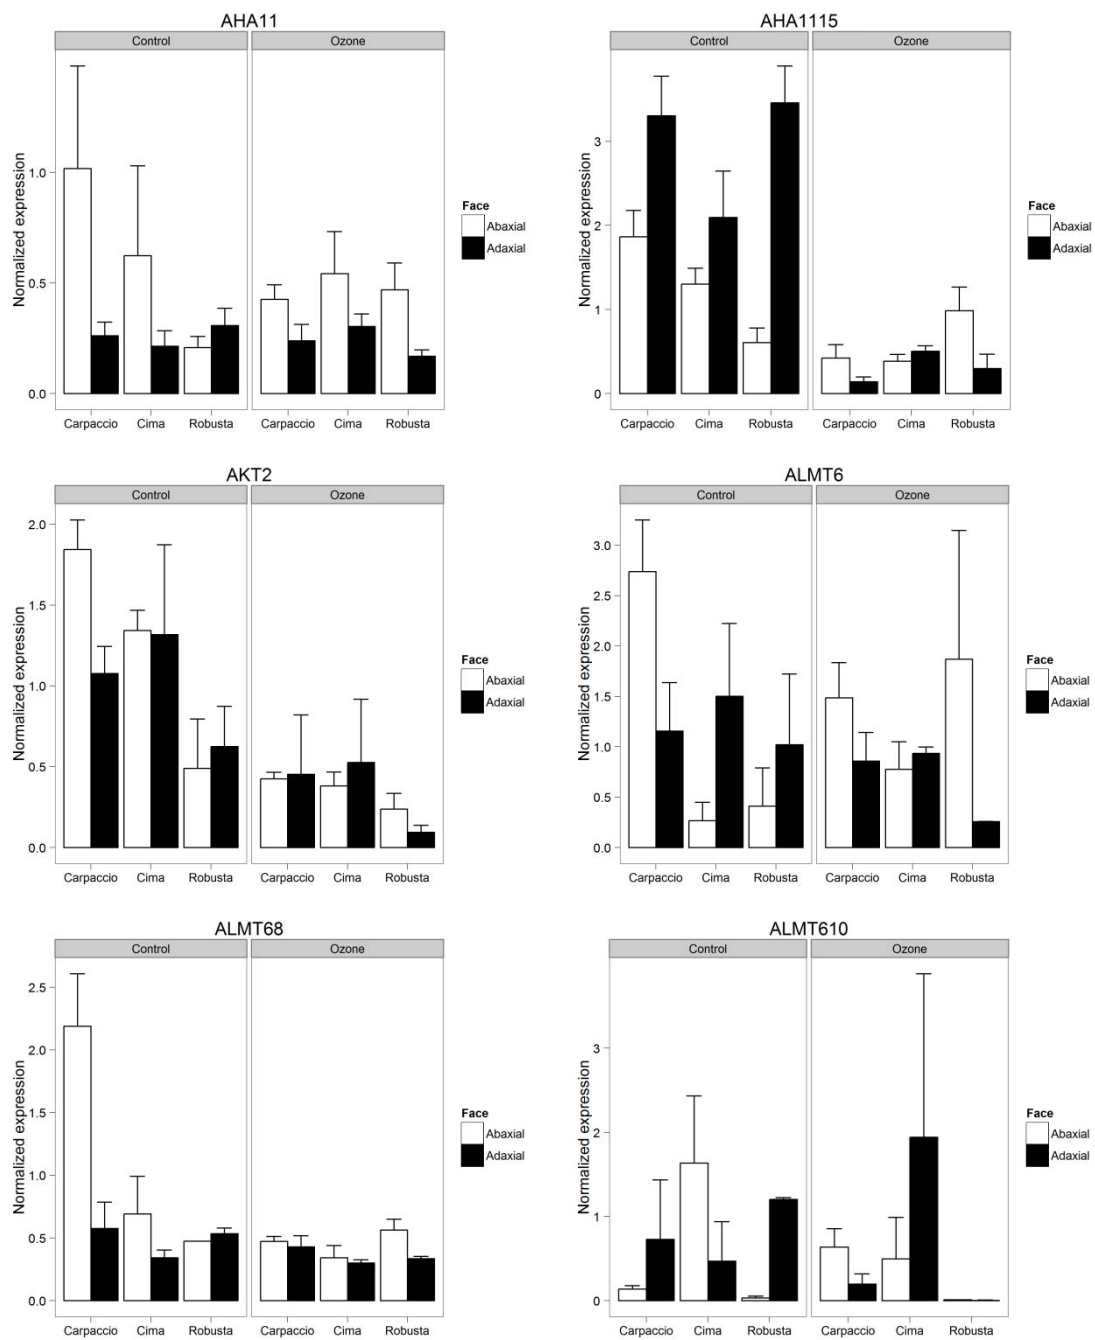 AHA11
Control Ozone
Normalized expression
1.0
0.5
0.0
Carpaccio Cima Robusta Carpaccio Cima Robusta
Face
Abaxial
Adaxial
AHA1115
Control Ozone
Normalized expression
3
2
1
0
Carpaccio Cima Robusta Carpaccio Cima Robusta
Face
Abaxial
Adaxial
AKT2
Control Ozone
Normalized expression
2.0
1.5
1.0
0.5
0.0
Carpaccio Cima Robusta Carpaccio Cima Robusta
Face
Abaxial
Adaxial
ALMT6
Control Ozone
Normalized expression
3.0
2.5
2.0
1.5
1.0
0.5
0.0
Carpaccio Cima Robusta Carpaccio Cima Robusta
Face
Abaxial
Adaxial
ALMT68
Control Ozone
Normalized expression
2.5
2.0
1.5
1.0
0.5
0.0
Carpaccio Cima Robusta Carpaccio Cima Robusta
Face
Abaxial
Adaxial
ALMT610
Control Ozone
Normalized expression
3
2
1
0
Carpaccio Cima Robusta Carpaccio Cima Robusta
Face
Abaxial
Adaxial